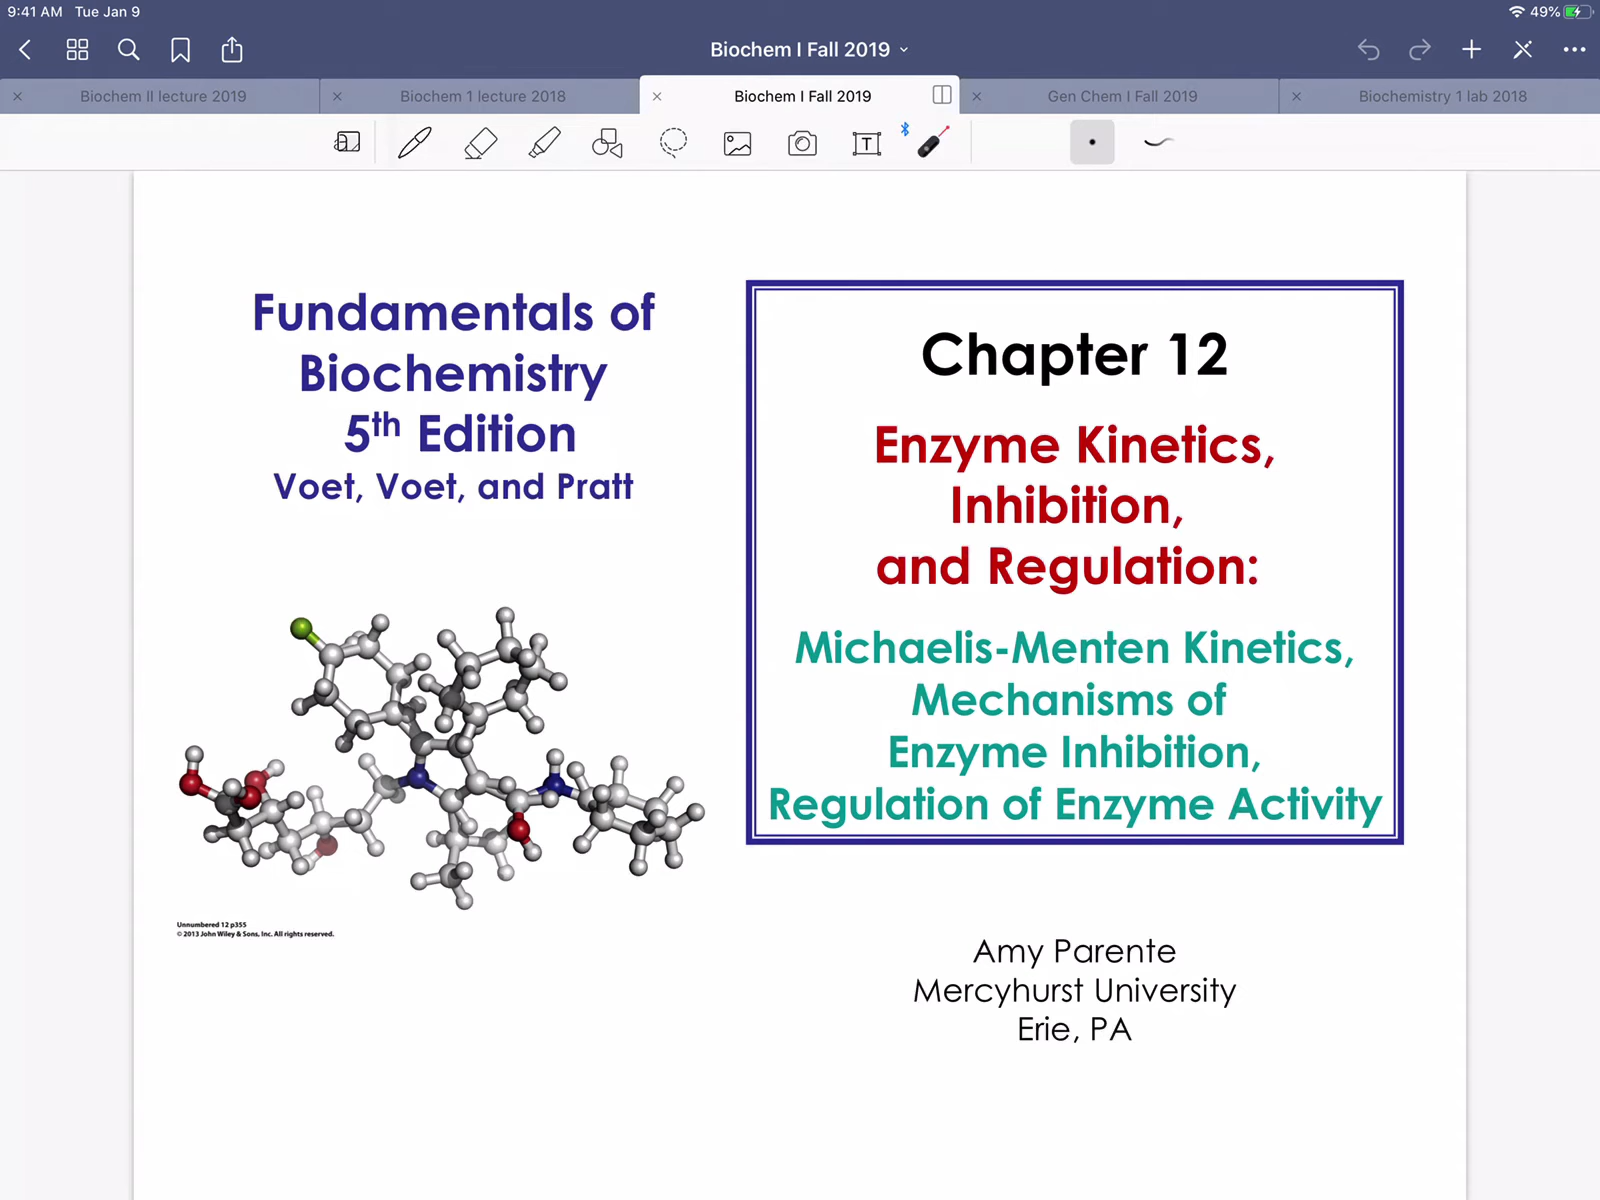 9:41 AM Tue Jan 9
49%
Biochem I Fall 2019
Biochem II lecture 2019
Biochem 1 lecture 2018
Biochem I Fall 2019
Gen Chem I Fall 2019
Biochemistry 1 lab 2018
a
T
Fundamentals of
Biochemistry
5th Edition
Voet, Voet, and Pratt
Unnumbered 12 p355
© 2013 John Wiley & Sons, Inc. All rights reserved.
Chapter 12
Enzyme Kinetics,
Inhibition,
and Regulation:
Michaelis-Menten Kinetics,
Mechanisms of
Enzyme Inhibition,
Regulation of Enzyme Activity
Amy Parente
Mercyhurst University
Erie, PA